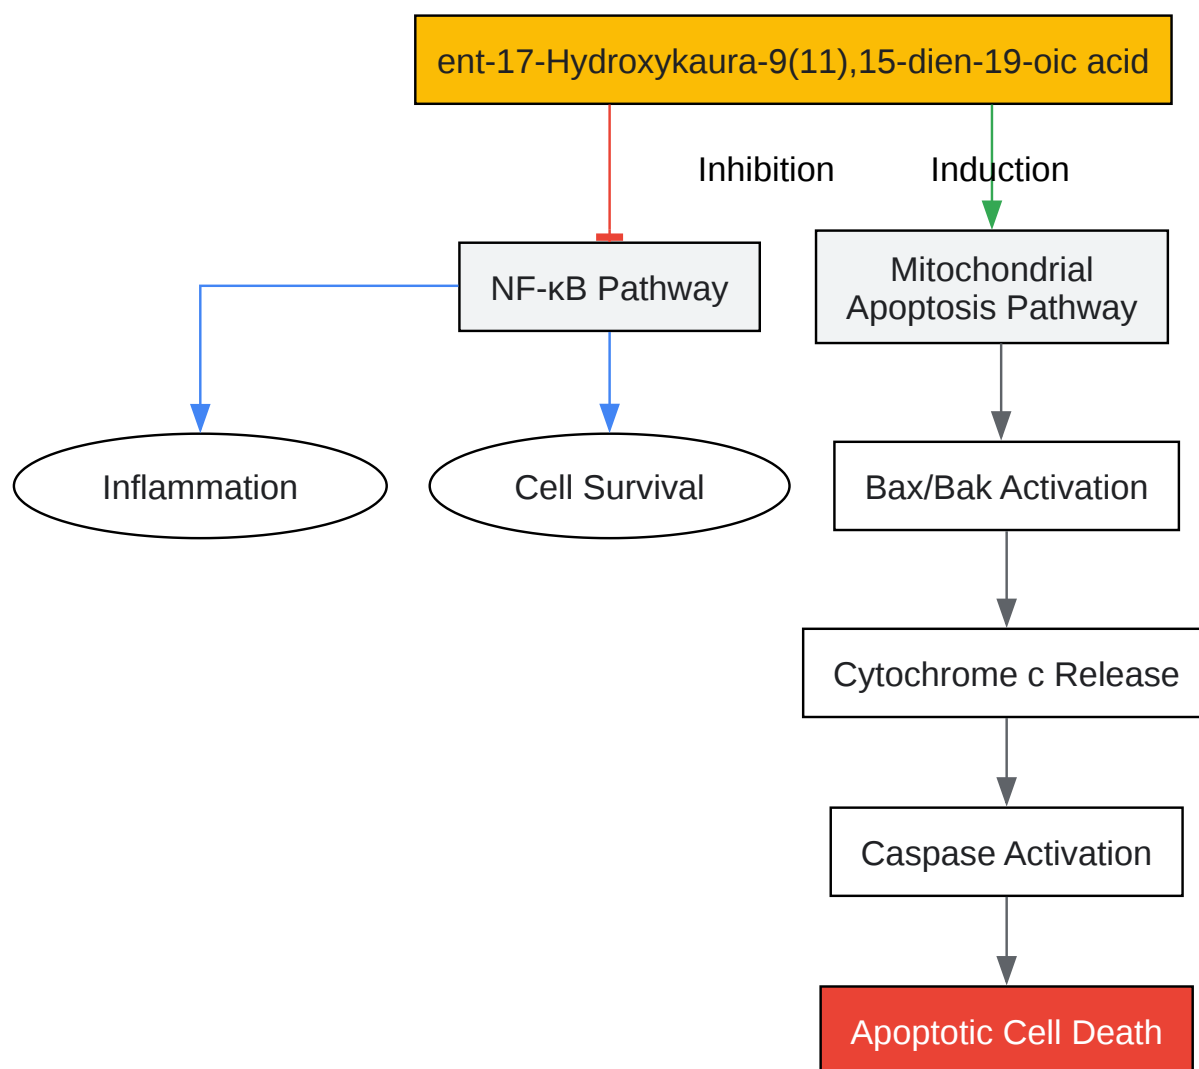 ent-17-Hydroxykaura-9(11),15-dien-19-oic acid
Inhibition
Induction
NF-κB Pathway
Mitochondrial
Apoptosis Pathway
Inflammation
Cell Survival
Bax/Bak Activation
Cytochrome c Release
Caspase Activation
Apoptotic Cell Death